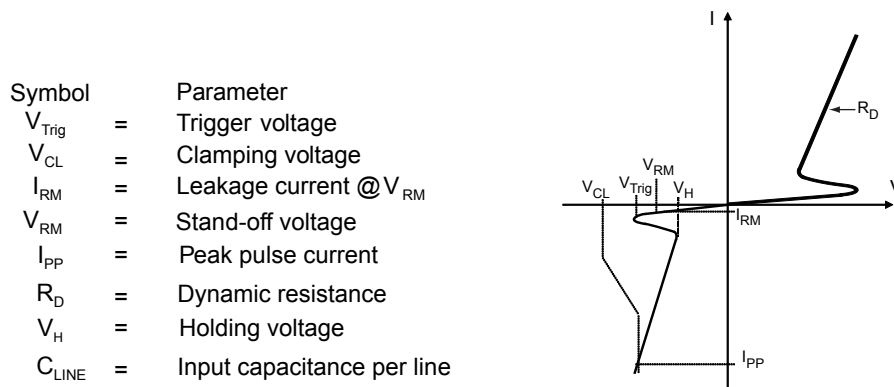 Symbol Parameter
VTrig = Trigger voltage
VCL = Clamping voltage
IRM = Leakage current @VRM
VRM = Stand-off voltage
IPP = Peak pulse current
RD = Dynamic resistance
VH = Holding voltage
CLINE = Input capacitance per line
I
RD
V
VRM
VCL VTrig VH
IRM
IPP